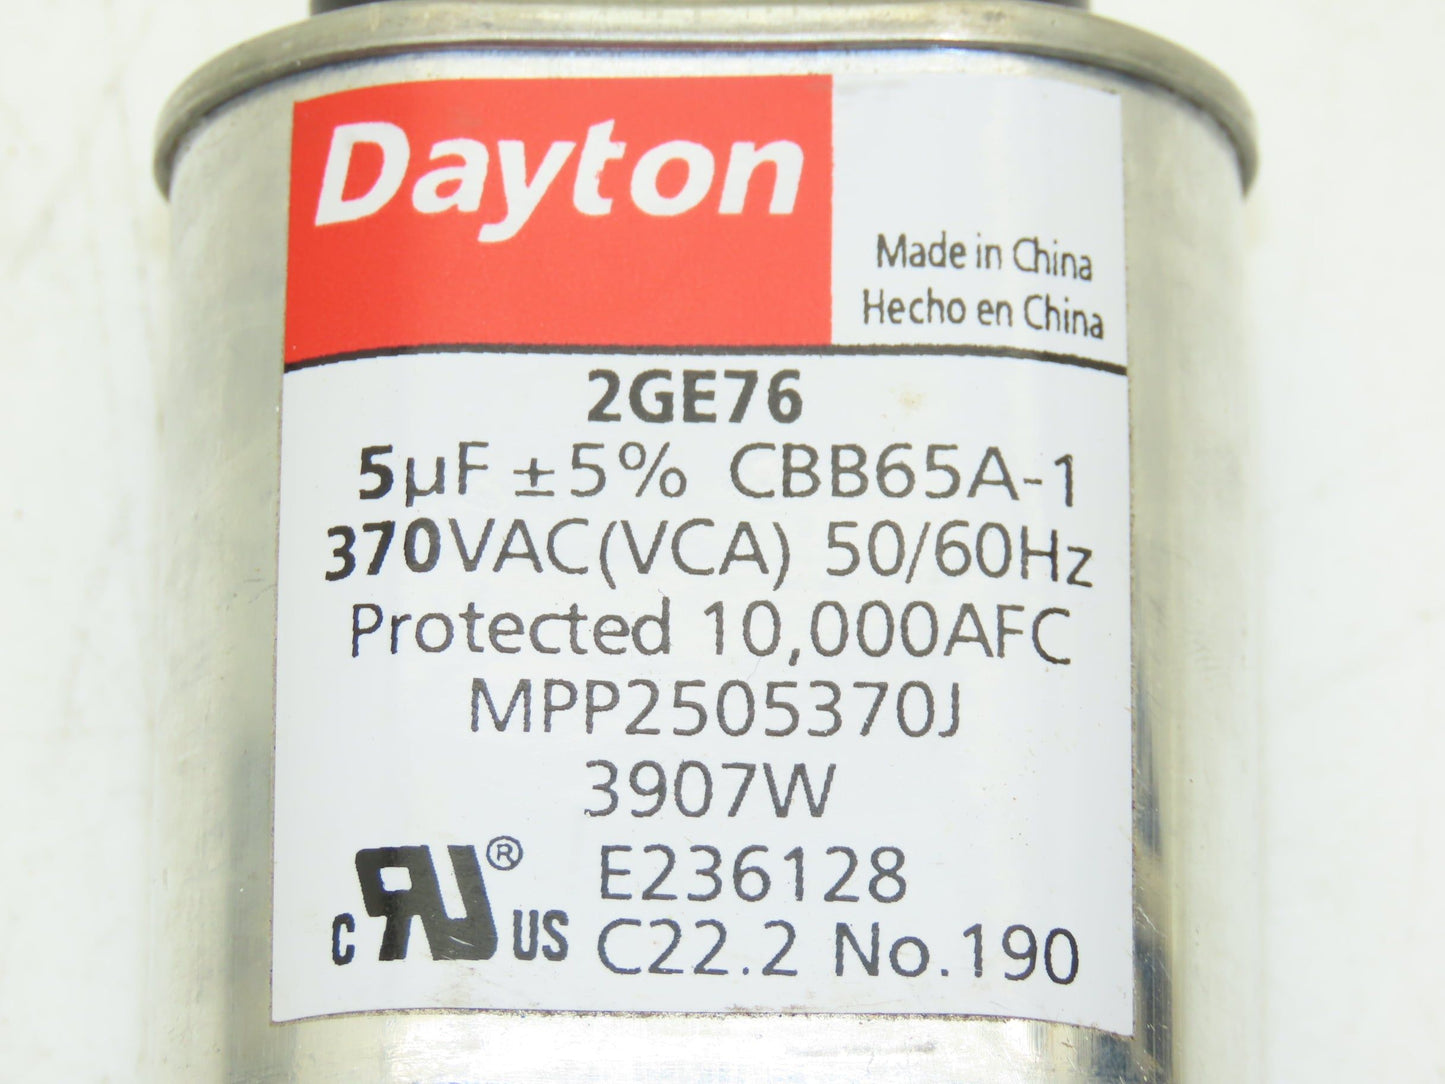 Dayton
Made in China
Hecho en China
2GE76
5µF ±5% CBB65A-1
370VAC(VCA) 50/60Hz
Protected 10,000AFC
MPP2505370J
3907W
c RU® US E236128
C22.2 No.190